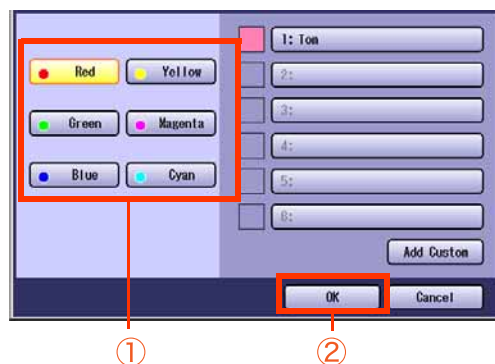 Red Yellow
Green Magenta
Blue Cyan
1: Tom
2:
3:
4:
5:
6:
Add Custom
OK Cancel
① ②